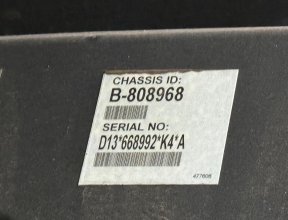 CHASSIS ID:
B-808968
SERIAL NO:
D13*668992*K4*A
477606